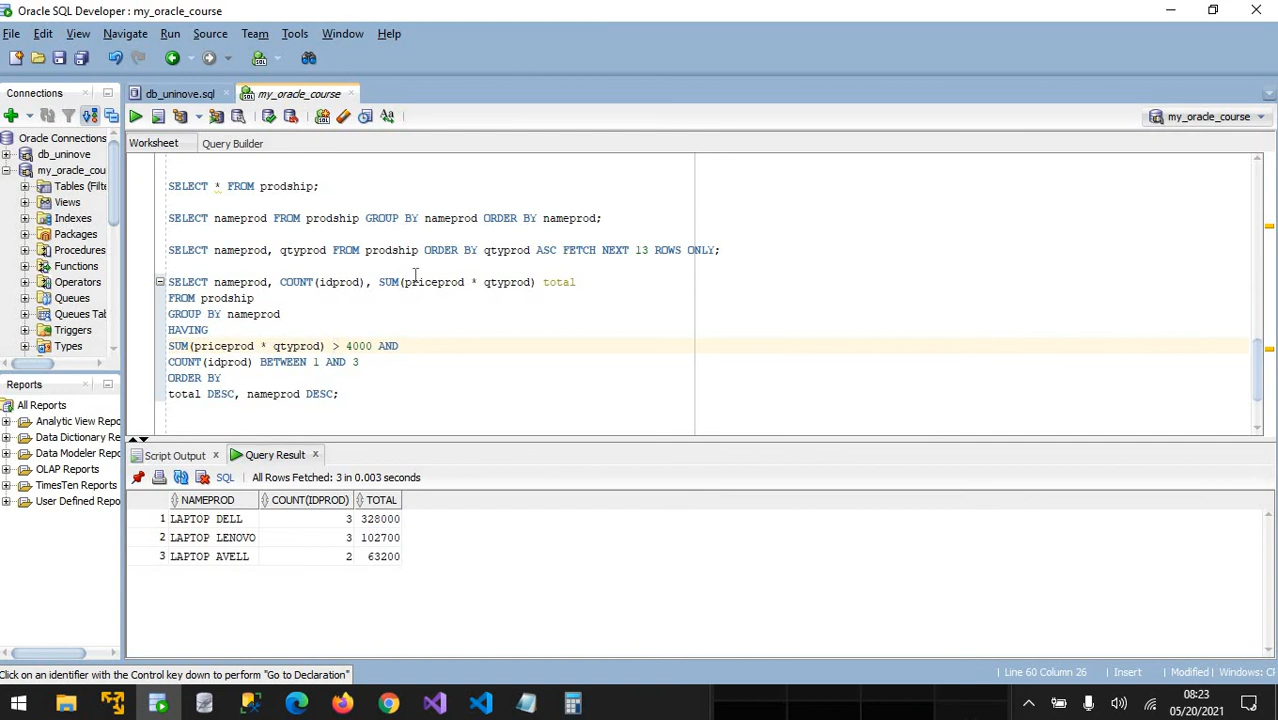 Oracle SQL Developer : my_oracle_course
File Edit View Navigate Run Source Team Tools Window Help
Connections
db_uninove.sql
my_oracle_course
my_oracle_course
Oracle Connections
db_uninove
my_oracle_cou
Tables (Filte
Views
Indexes
Packages
Procedures
Functions
Operators
Queues
Queues Tab
Triggers
Types
Worksheet Query Builder
SELECT * FROM prodship;
SELECT nameprod FROM prodship GROUP BY nameprod ORDER BY nameprod;
SELECT nameprod, qtyprod FROM prodship ORDER BY qtyprod ASC FETCH NEXT 13 ROWS ONLY;
SELECT nameprod, COUNT(idprod), SUM(priceprod * qtyprod) total
FROM prodship
GROUP BY nameprod
HAVING
SUM(priceprod * qtyprod) > 4000 AND
COUNT(idprod) BETWEEN 1 AND 3
ORDER BY
total DESC, nameprod DESC;
Reports
All Reports
Analytic View Repo
Data Dictionary Re
Data Modeler Repo
OLAP Reports
TimesTen Reports
User Defined Repo
Script Output Query Result
SQL All Rows Fetched: 3 in 0.003 seconds
NAMEPROD COUNT(IDPROD) TOTAL
1 LAPTOP DELL 3 328000
2 LAPTOP LENOVO 3 102700
3 LAPTOP AVELL 2 63200
Click on an identifier with the Control key down to perform "Go to Declaration"
Line 60 Column 26 Insert Modified Windows: C
08:23
05/20/2021